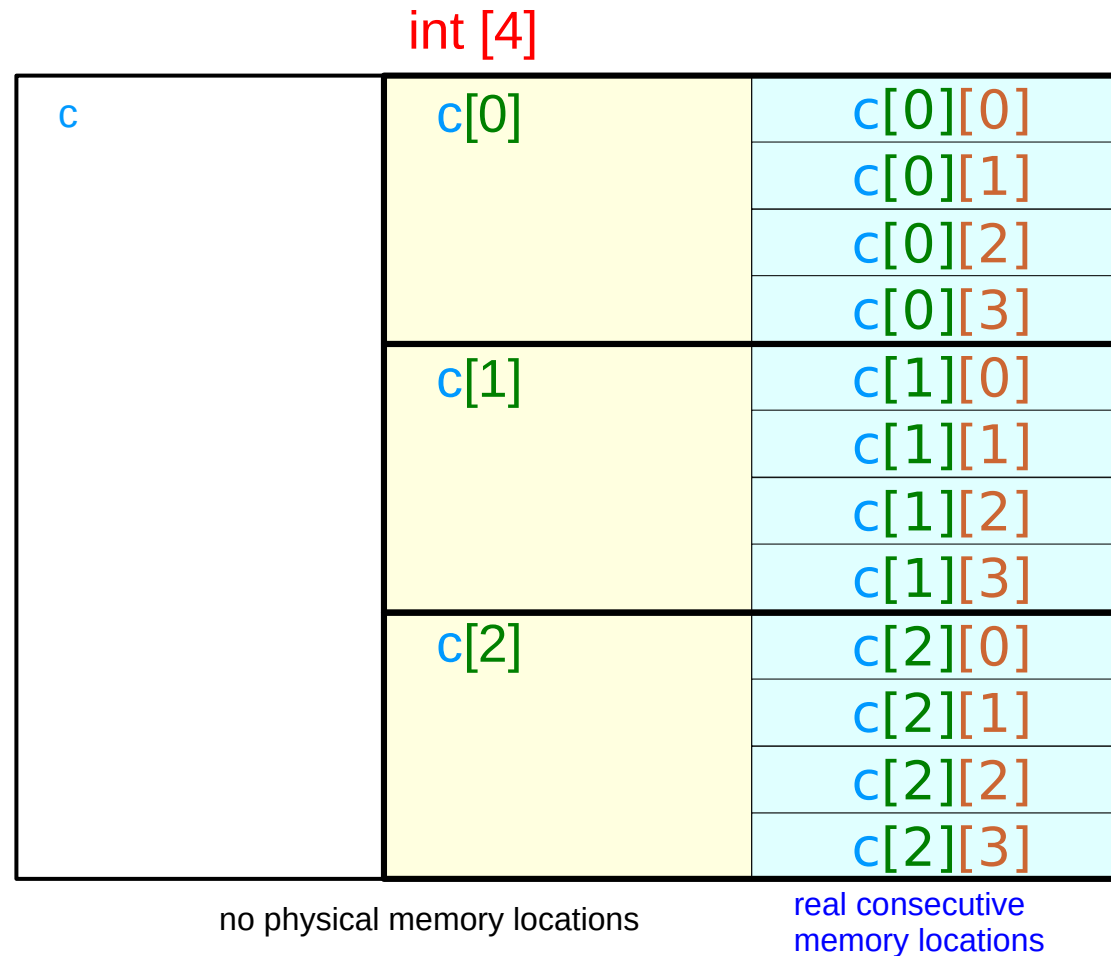 int [4]
c
c[0]
c[0][0]
c[0][1]
c[0][2]
c[0][3]
c[1]
c[1][0]
c[1][1]
c[1][2]
c[1][3]
c[2]
c[2][0]
c[2][1]
c[2][2]
c[2][3]
no physical memory locations
real consecutive
memory locations